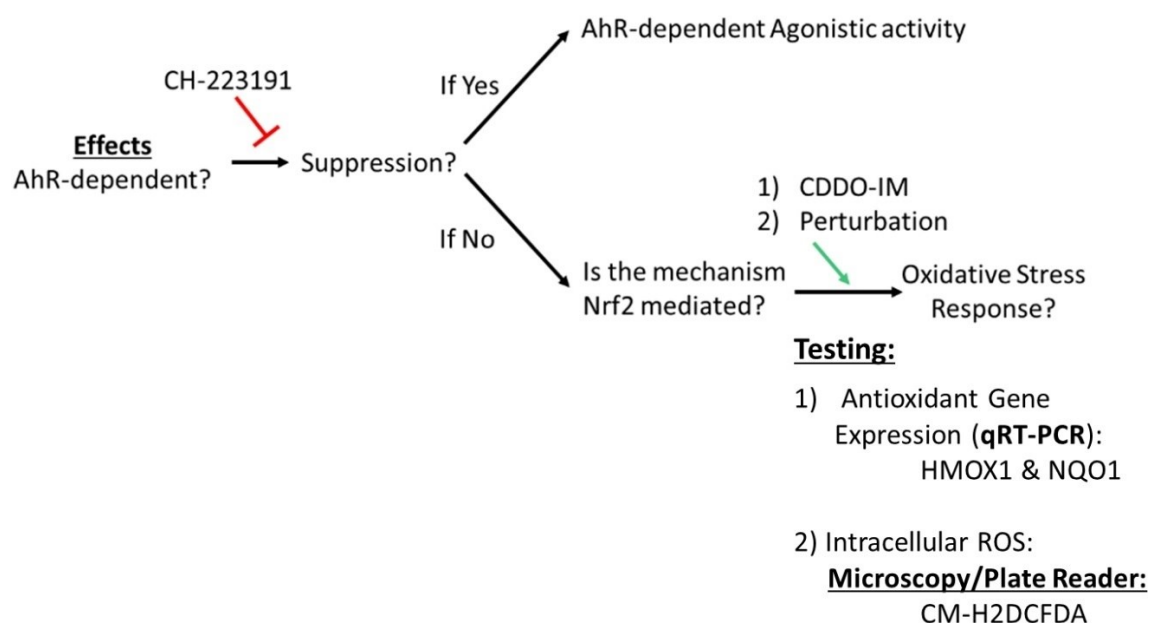 AhR-dependent Agonistic activity
CH-223191
If Yes
Effects
AhR-dependent?
Suppression?
1) CDDO-IM
2) Perturbation
If No
Is the mechanism
Nrf2 mediated?
Oxidative Stress
Response?
Testing:
1) Antioxidant Gene
Expression (qRT-PCR):
HMOX1 & NQO1
2) Intracellular ROS:
Microscopy/Plate Reader:
CM-H2DCFDA